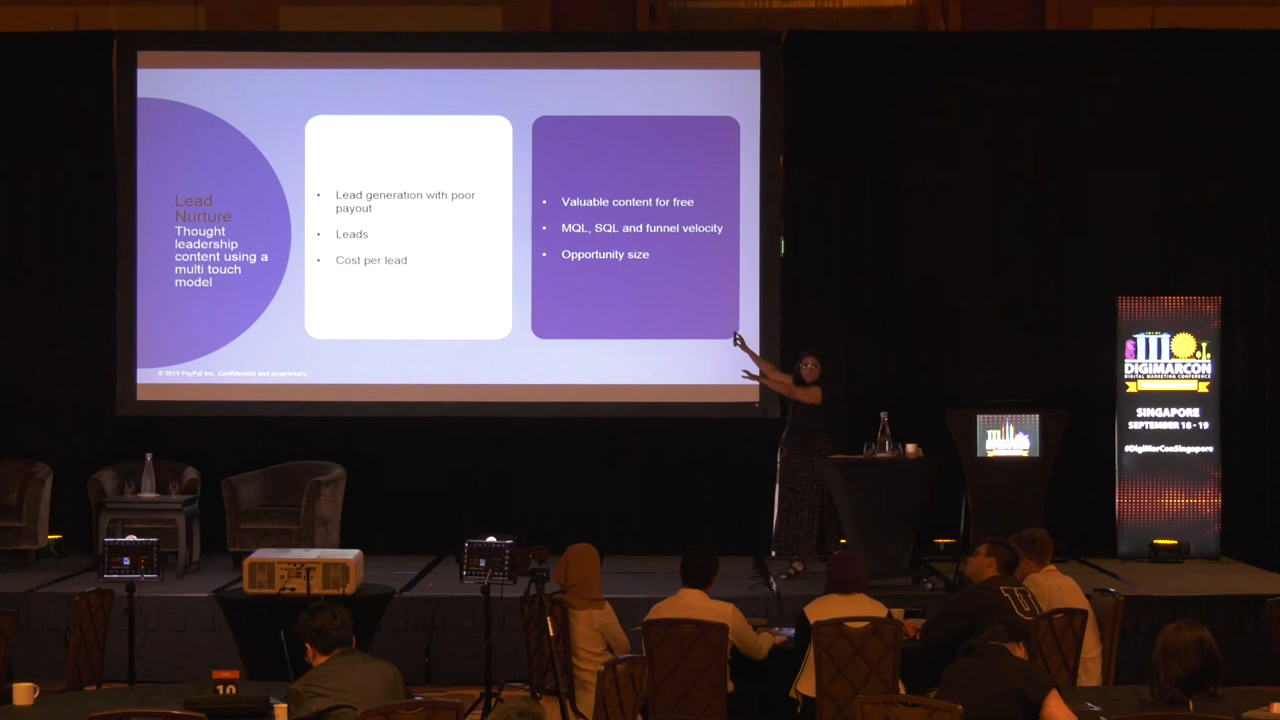 Lead
Nurture
Thought
leadership
content using a
multi touch
model
• Lead generation with poor
payout
• Leads
• Cost per lead
• Valuable content for free
• MQL, SQL and funnel velocity
• Opportunity size
© 2019 PayPal Inc. Confidential and proprietary.
DIGIMARCON
DIGITAL MARKETING CONFERENCE
SINGAPORE
SEPTEMBER 18 - 19
#DigiMarConSingapore
U
10